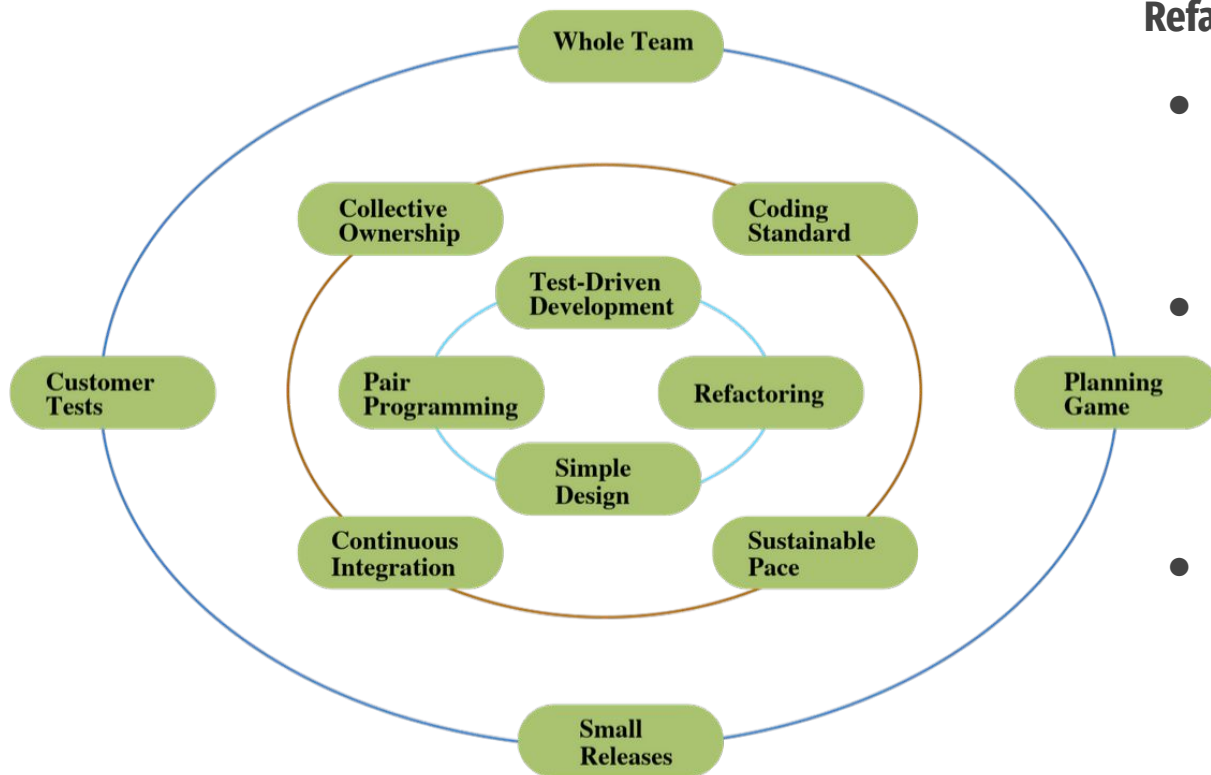 Refa
Whole Team
Collective
Ownership
Coding
Standard
Test-Driven
Development
Customer
Tests
Pair
Programming
Refactoring
Planning
Game
Simple
Design
Continuous
Integration
Sustainable
Pace
Small
Releases